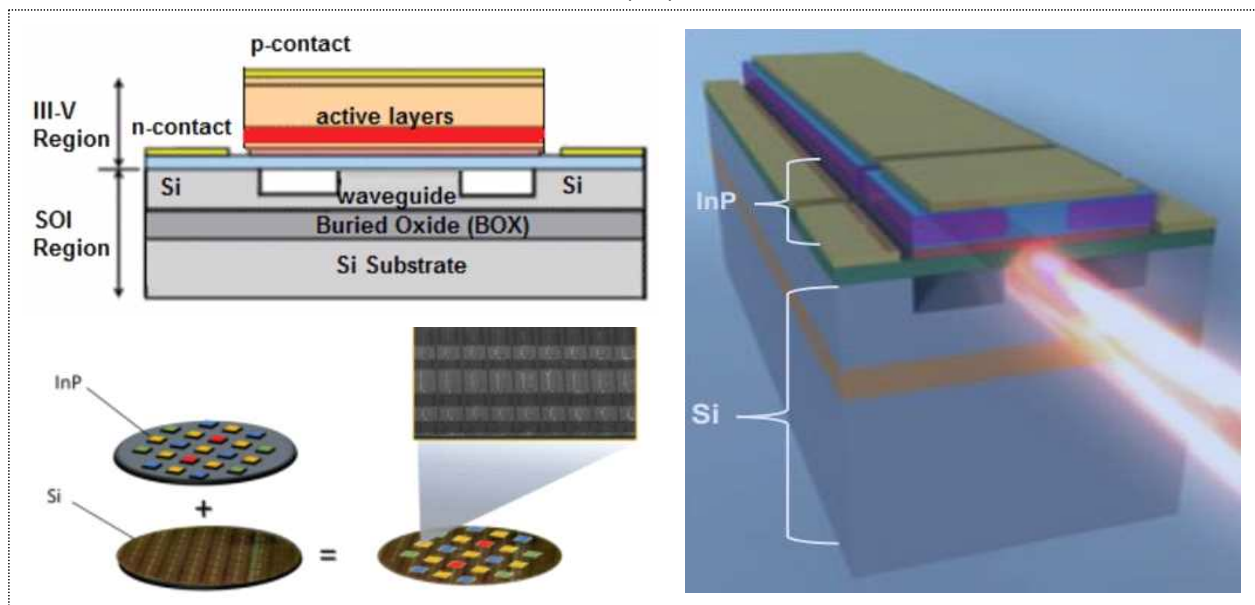 p-contact
III-V
Region
n-contact
active layers
Si
waveguide
Si
SOI
Region
Buried Oxide (BOX)
Si Substrate
InP
Si
+
=
InP
Si